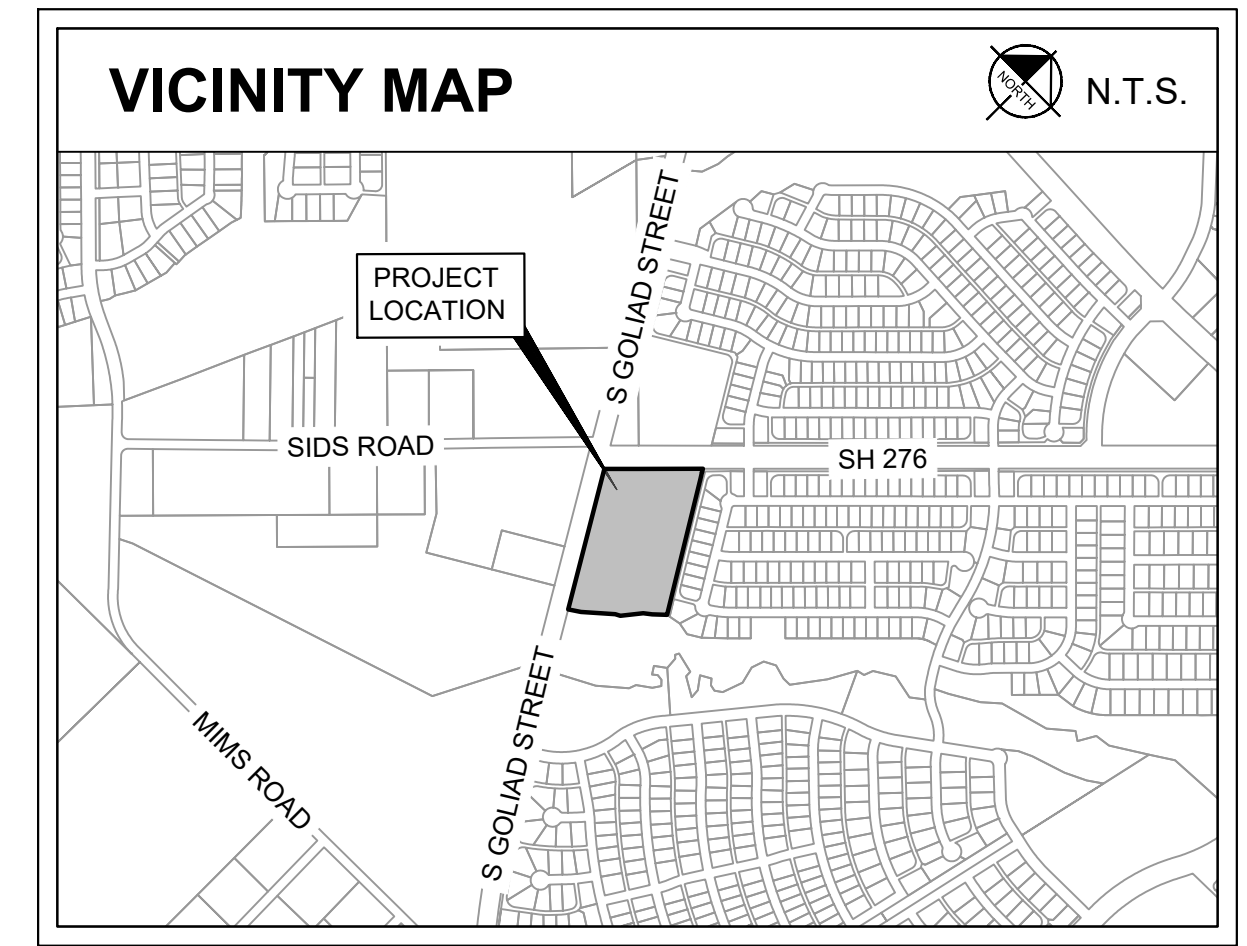 VICINITY MAP
NORTH
N.T.S.
S GOLIAD STREET
PROJECT
LOCATION
SIDS ROAD
SH 276
S GOLIAD STREET
MIMS ROAD